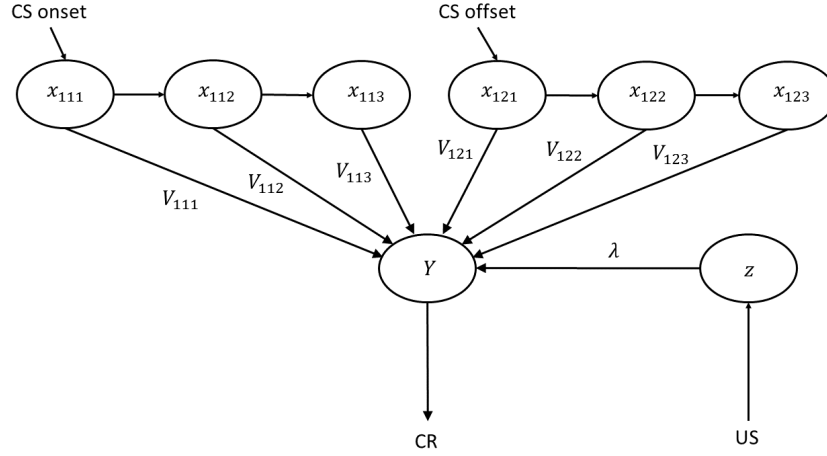 CS onset
CS offset
x₁₁₁
x₁₁₂
x₁₁₃
x₁₂₁
x₁₂₂
x₁₂₃
V₁₁₁
V₁₁₂
V₁₁₃
V₁₂₁
V₁₂₂
V₁₂₃
Y
λ
z
CR
US